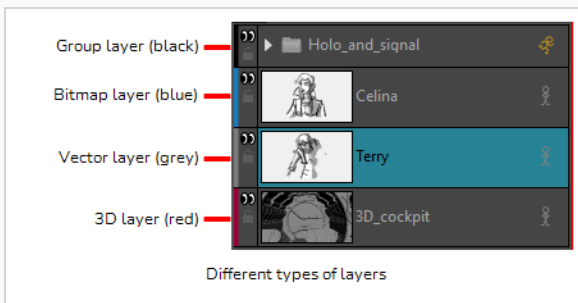 Group layer (black)
Holo_and_signal
Bitmap layer (blue)
Celina
Vector layer (grey)
Terry
3D layer (red)
3D_cockpit
Different types of layers